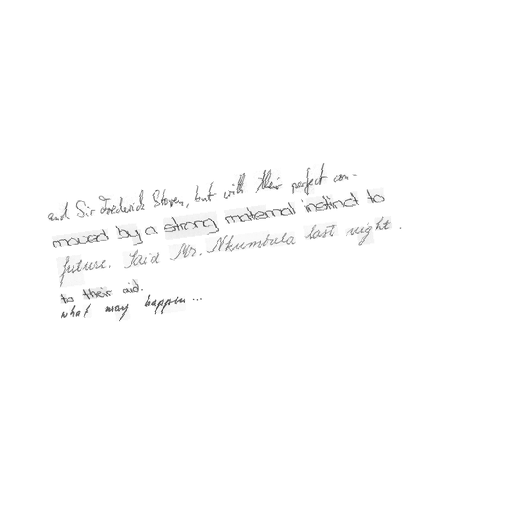 and Sir Frederick Storen, but with their perfect con-
moved by a strong maternal instinct to
future. Said Mr. Nkumbula last night.
to their aid.
what may happen...